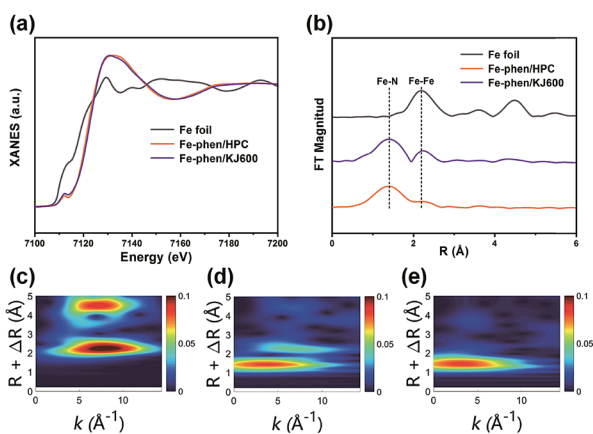 (a)
XANES (a.u.)
Fe foil
Fe-phen/HPC
Fe-phen/KJ600
7100 7120 7140 7160 7180 7200
Energy (eV)
(b)
FT Magnitud
Fe foil
Fe-phen/HPC
Fe-phen/KJ600
Fe-N Fe-Fe
0 2 4 6
R (Å)
(c)
R + ΔR (Å)
5
4
3
2
1
0
0 5 10
k (Å⁻¹)
0.1
0.05
0
(d)
R + ΔR (Å)
5
4
3
2
1
0
0 5 10
k (Å⁻¹)
0.1
0.05
0
(e)
R + ΔR (Å)
5
4
3
2
1
0
0 5 10
k (Å⁻¹)
0.1
0.05
0